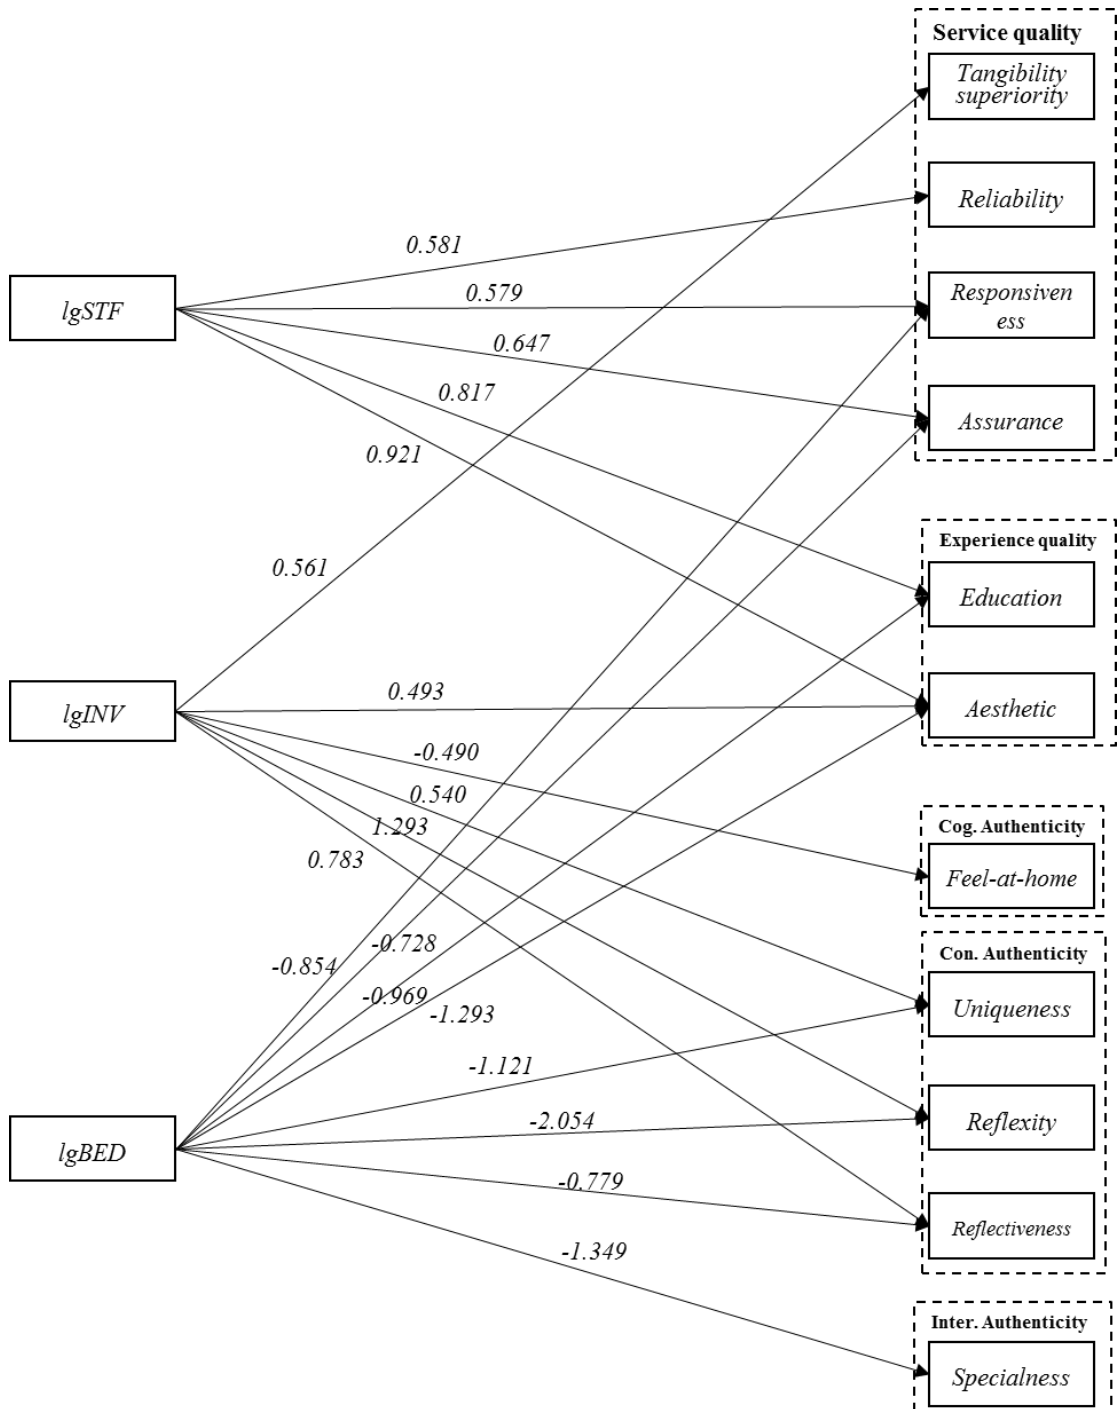 Service quality
Tangibility
superiority
Reliability
0.581
lgSTF
0.579
Responsiven
ess
0.647
0.817
Assurance
0.921
Experience quality
0.561
Education
lgINV
0.493
Aesthetic
-0.490
0.540
1.293
0.783
Cog. Authenticity
Feel-at-home
-0.728
-0.854
-0.969
-1.293
Con. Authenticity
Uniqueness
-1.121
lgBED
-2.054
Reflexity
-0.779
Reflectiveness
-1.349
Inter. Authenticity
Specialness